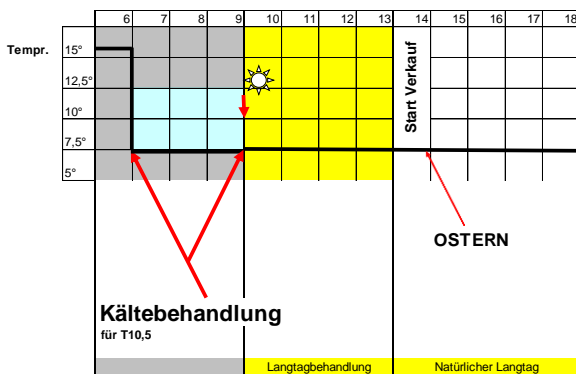 6 7 8 9 10 11 12 13 14 15 16 17 18
Tempr.
15°
12,5°
10°
7,5°
5°
Start Verkauf
OSTERN
Kältebehandlung
für T10,5
Langtagbehandlung
Natürlicher Langtag